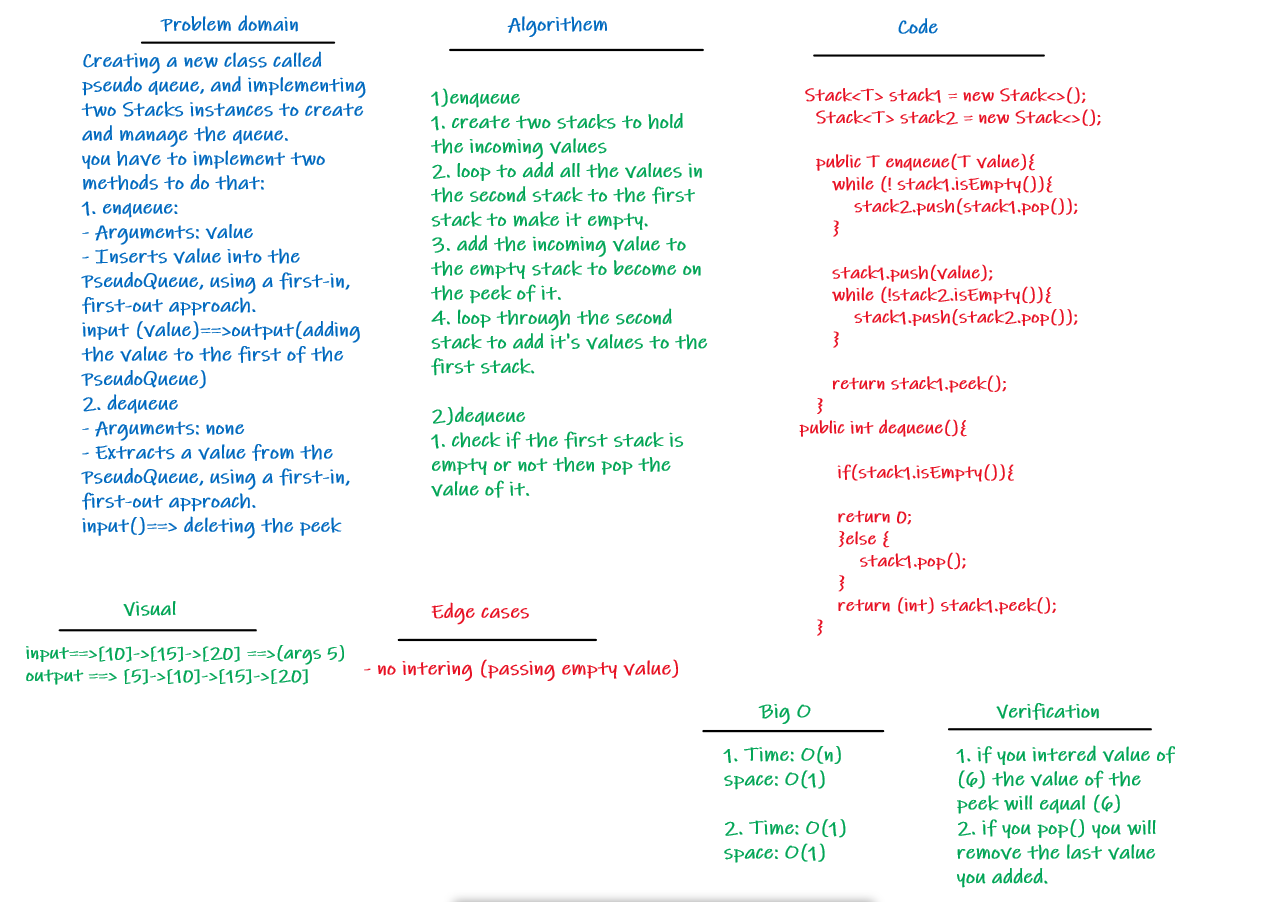 Problem domain
Creating a new class called
pseudo queue, and implementing
two Stacks instances to create
and manage the queue.
you have to implement two
methods to do that:
1. enqueue:
- Arguments: value
- Inserts value into the
PseudoQueue, using a first-in,
first-out approach.
input (value)==>output(adding
the value to the first of the
PseudoQueue)
2. dequeue
- Arguments: none
- Extracts a value from the
PseudoQueue, using a first-in,
first-out approach.
input()==> deleting the peek
Algorithem
1)enqueue
1. create two stacks to hold
the incoming values
2. loop to add all the values in
the second stack to the first
stack to make it empty.
3. add the incoming value to
the empty stack to become on
the peek of it.
4. loop through the second
stack to add it's values to the
first stack.
2)dequeue
1. check if the first stack is
empty or not then pop the
value of it.
Code
Stack<T> stack1 = new Stack<>();
Stack<T> stack2 = new Stack<>();
public T enqueue(T value){
while (! stack1.isEmpty()){
stack2.push(stack1.pop());
}
stack1.push(value);
while (!stack2.isEmpty()){
stack1.push(stack2.pop());
}
return stack1.peek();
}
public int dequeue(){
if(stack1.isEmpty()){
return 0;
}else {
stack1.pop();
}
return (int) stack1.peek();
}
Visual
input==>[10]->[15]->[20] ==>(args 5)
output ==> [5]->[10]->[15]->[20]
Edge cases
- no intering (passing empty value)
Big O
1. Time: O(n)
space: O(1)
2. Time: O(1)
space: O(1)
Verification
1. if you intered value of
(6) the value of the
peek will equal (6)
2. if you pop() you will
remove the last value
you added.